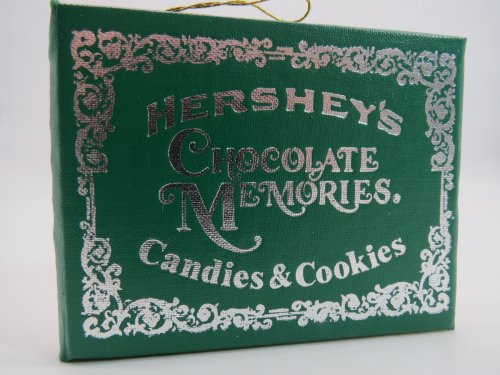 HERSHEY'S
CHOCOLATE
MEMORIES®
Candies & Cookies